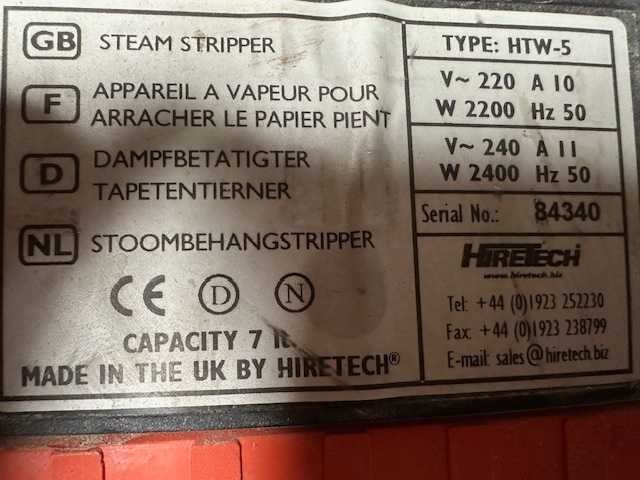 GB STEAM STRIPPER
F APPAREIL A VAPEUR POUR
ARRACHER LE PAPIER PIENT
D DAMPFBETATIGTER
TAPETENTIERNER
NL STOOMBEHANGSTRIPPER
CE D N
CAPACITY 7
MADE IN THE UK BY HIRETECH®
TYPE: HTW-5
V~ 220 A 10
W 2200 Hz 50
V~ 240 A 11
W 2400 Hz 50
Serial No.: 84340
HIRETECH
www.hiretech.biz
Tel: +44 (0)1923 252230
Fax: +44 (0)1923 238799
E-mail: sales@hiretech.biz